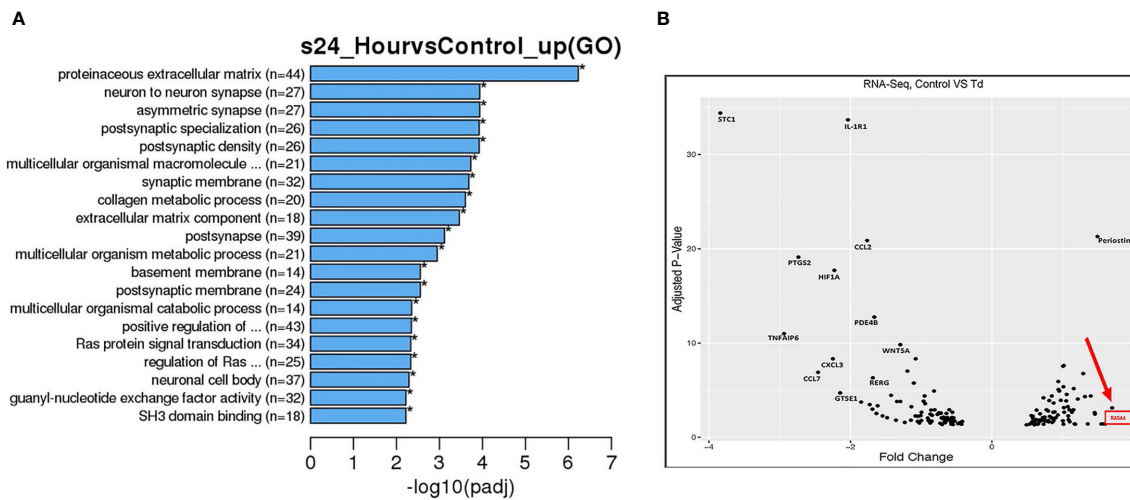 A
s24_HourvsControl_up(GO)
proteinaceous extracellular matrix (n=44)
neuron to neuron synapse (n=27)
asymmetric synapse (n=27)
postsynaptic specialization (n=26)
postsynaptic density (n=26)
multicellular organismal macromolecule ... (n=21)
synaptic membrane (n=32)
collagen metabolic process (n=20)
extracellular matrix component (n=18)
postsynapse (n=39)
multicellular organism metabolic process (n=21)
basement membrane (n=14)
postsynaptic membrane (n=24)
multicellular organismal catabolic process (n=14)
positive regulation of ... (n=43)
Ras protein signal transduction (n=34)
regulation of Ras ... (n=25)
neuronal cell body (n=37)
guanyl-nucleotide exchange factor activity (n=32)
SH3 domain binding (n=18)
* * * * * * * * * * * * * * * * * * * *
0 1 2 3 4 5 6 7
-log10(padj)
B
RNA-Seq, Control VS Td
Adjusted P-Value
30
20
10
0
STC1
IL-1R1
Periostin
CCL2
PTGS2
HIF1A
PDE4B
TNFAIP6
WNT5A
CXCL3
CCL7
RERG
GTSE1
RASA4
-4 -2 0
Fold Change